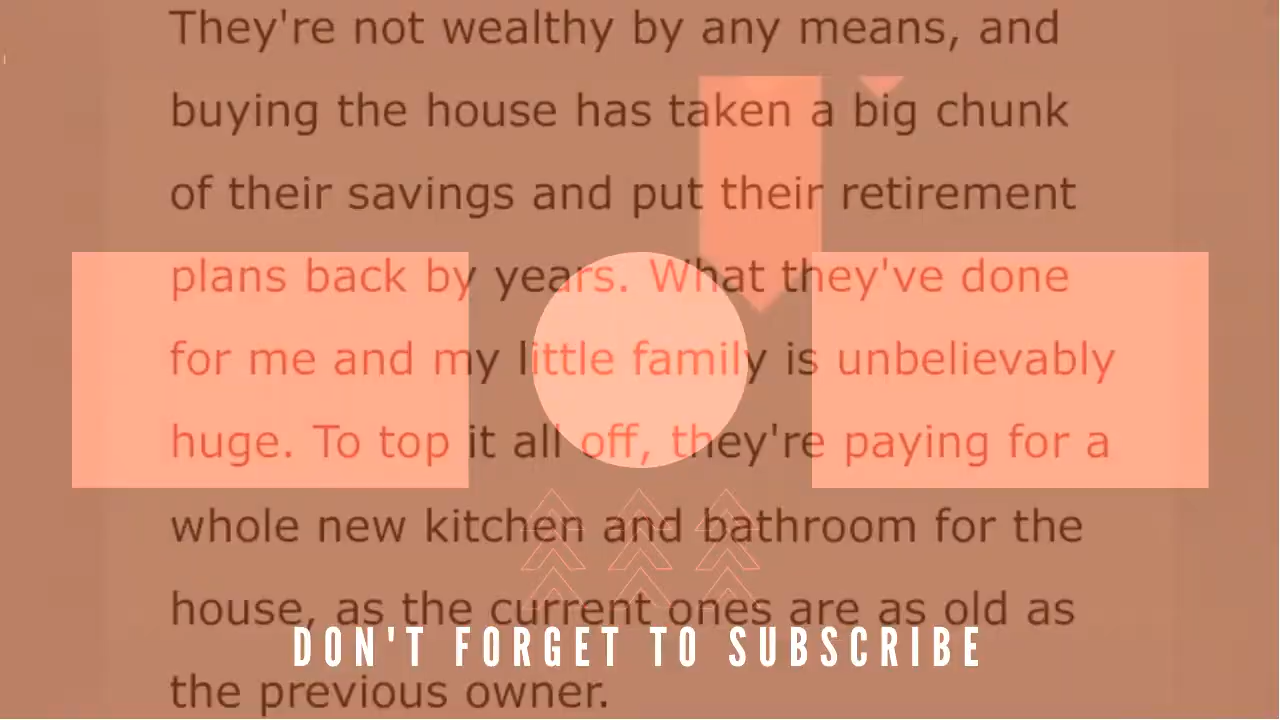 They're not wealthy by any means, and
buying the house has taken a big chunk
of their savings and put their retirement
plans back by years. What they've done
for me and my little family is unbelievably
huge. To top it all off, they're paying for a
whole new kitchen and bathroom for the
house, as the current ones are as old as
DON'T FORGET TO SUBSCRIBE
the previous owner.